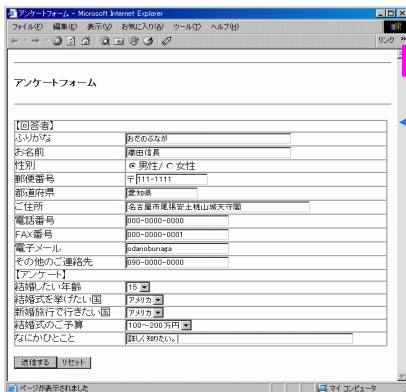 アンケートフォーム - Microsoft Internet Explorer
ファイル(F) 編集(E) 表示(V) お気に入り(A) ツール(T) ヘルプ(H)
リンク »
アンケートフォーム
【回答者】
ふりがな おだのぶなが
お名前 織田信長
性別 男性/ 女性
郵便番号 〒111-1111
都道府県 愛知県
ご住所 名古屋市尾張安土桃山城天守閣
電話番号 000-0000-0000
FAX番号 000-0000-0001
電子メール odanobunaga
その他のご連絡先 090-0000-0000
【アンケート】
結婚したい年齢 15
結婚式を挙げたい国 アメリカ
新婚旅行で行きたい国 アメリカ
結婚式のご予算 100~200万円
なにかひとこと 詳しく知りたい。
送信する リセット
ページが表示されました マイ コンピュータ